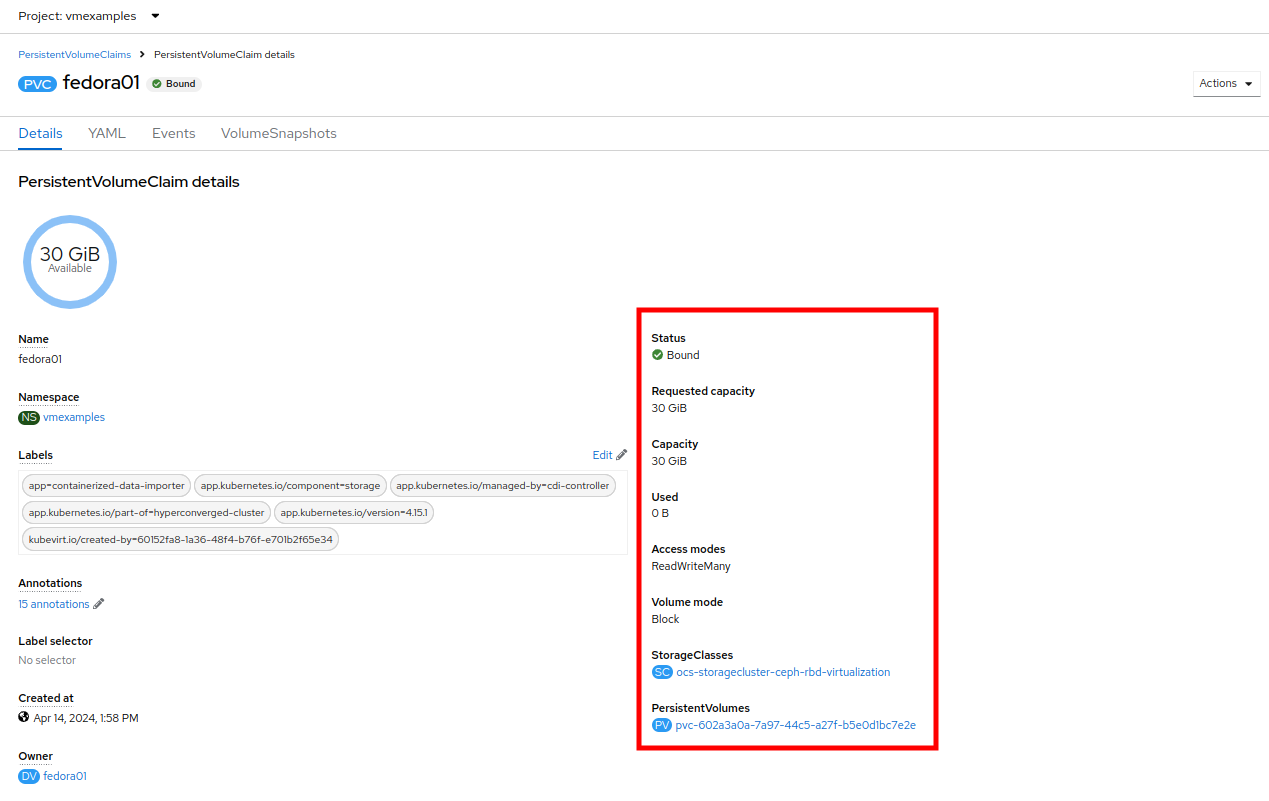 Project: vmexamples
PersistentVolumeClaims > PersistentVolumeClaim details
PVC fedora01 Bound
Actions
Details YAML Events VolumeSnapshots
PersistentVolumeClaim details
30 GiB
Available
Name
fedora01
Namespace
NS vmexamples
Labels Edit
app=containerized-data-importer app.kubernetes.io/component=storage app.kubernetes.io/managed-by=cdi-controller
app.kubernetes.io/part-of=hyperconverged-cluster app.kubernetes.io/version=4.15.1
kubevirt.io/created-by=60152fa8-1a36-48f4-b76f-e701b2f65e34
Annotations
15 annotations
Label selector
No selector
Created at
Apr 14, 2024, 1:58 PM
Owner
DV fedora01
Status
Bound
Requested capacity
30 GiB
Capacity
30 GiB
Used
0 B
Access modes
ReadWriteMany
Volume mode
Block
StorageClasses
SC ocs-storagecluster-ceph-rbd-virtualization
PersistentVolumes
PV pvc-602a3a0a-7a97-44c5-a27f-b5e0d1bc7e2e